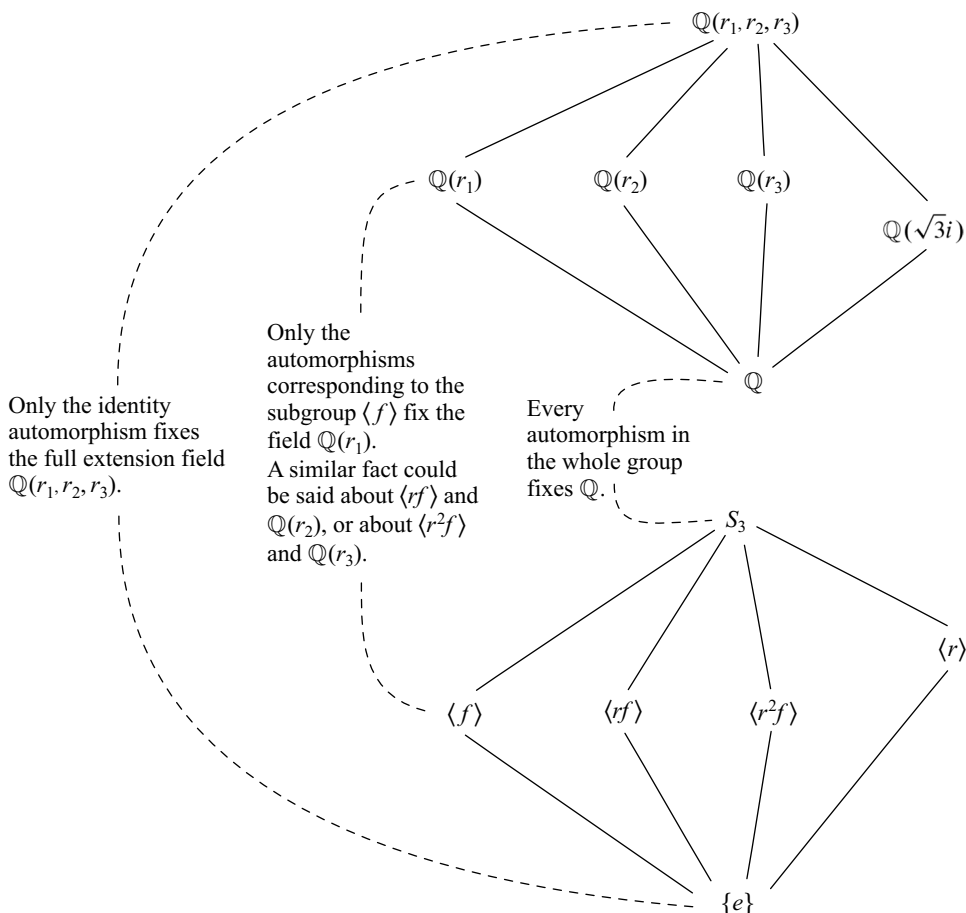 ℚ(r₁, r₂, r₃)
ℚ(r₁)
ℚ(r₂)
ℚ(r₃)
ℚ(√3i)
ℚ
Only the
automorphisms
corresponding to the
subgroup ⟨f⟩ fix the
field ℚ(r₁).
A similar fact could
be said about ⟨rf⟩ and
ℚ(r₂), or about ⟨r²f⟩
and ℚ(r₃).
Only the identity
automorphism fixes
the full extension field
ℚ(r₁, r₂, r₃).
Every
automorphism in
the whole group
fixes ℚ.
S₃
⟨r⟩
⟨f⟩
⟨rf⟩
⟨r²f⟩
{e}